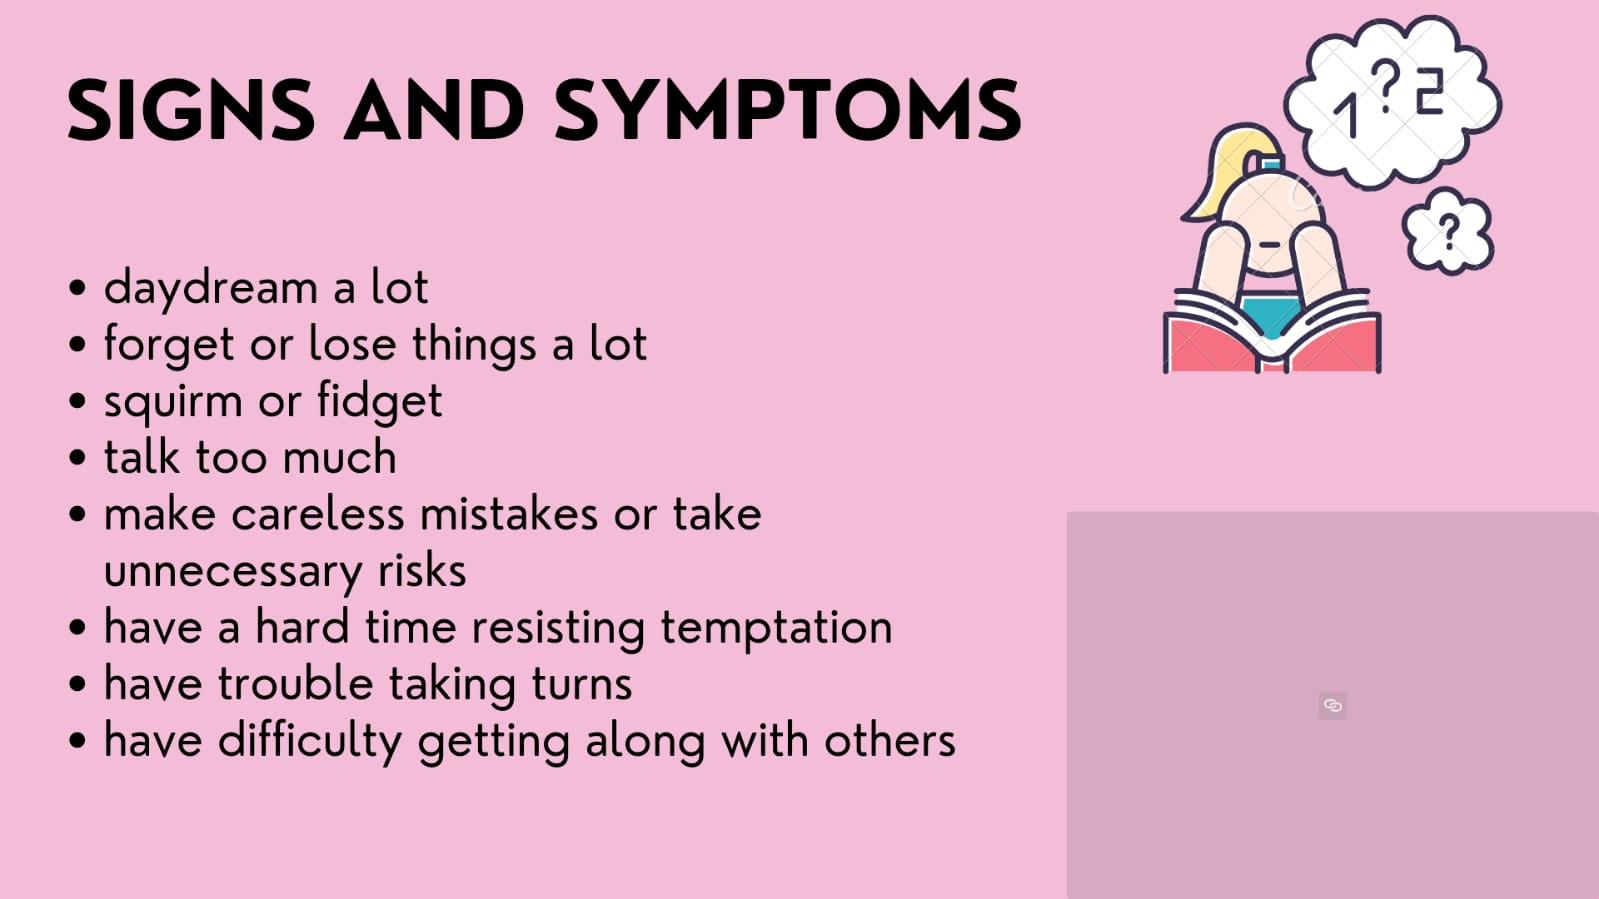 SIGNS AND SYMPTOMS
1 ? 2
?
• daydream a lot
• forget or lose things a lot
• squirm or fidget
• talk too much
• make careless mistakes or take
unnecessary risks
• have a hard time resisting temptation
• have trouble taking turns
• have difficulty getting along with others